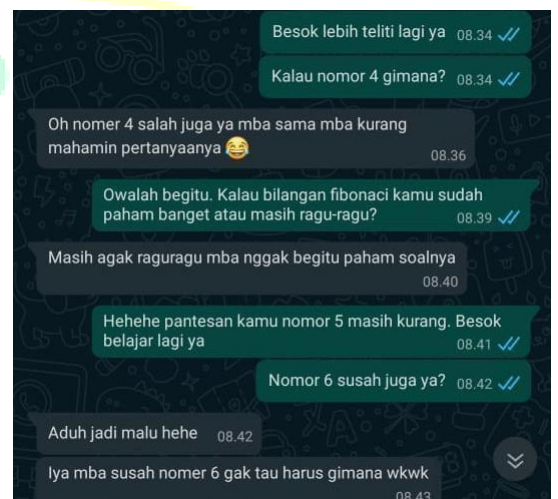 Besok lebih teliti lagi ya 08.34
Kalau nomor 4 gimana? 08.34
Oh nomer 4 salah juga ya mba sama mba kurang
mahamin pertanyaanya 😂
08.36
Owalah begitu. Kalau bilangan fibonaci kamu sudah
paham banget atau masih ragu-ragu? 08.39
Masih agak raguragu mba nggak begitu paham soalnya
08.40
Hehehe pantesan kamu nomor 5 masih kurang. Besok
belajar lagi ya 08.41
Nomor 6 susah juga ya? 08.42
Aduh jadi malu hehe 08.42
Iya mba susah nomer 6 gak tau harus gimana wkwk
08.43